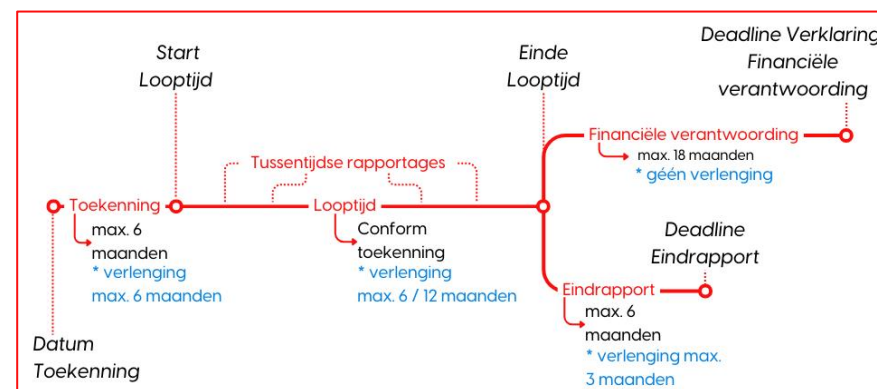 Start
Looptijd
Einde
Looptijd
Deadline Verklaring
Financiële
verantwoording
Financiële verantwoording
max. 18 maanden
* géén verlenging
Tussentijdse rapportages
Toekenning
max. 6
maanden
* verlenging
max. 6 maanden
Looptijd
Conform
toekenning
* verlenging
max. 6 / 12 maanden
Deadline
Eindrapport
Eindrapport
max. 6
maanden
* verlenging max.
3 maanden
Datum
Toekenning